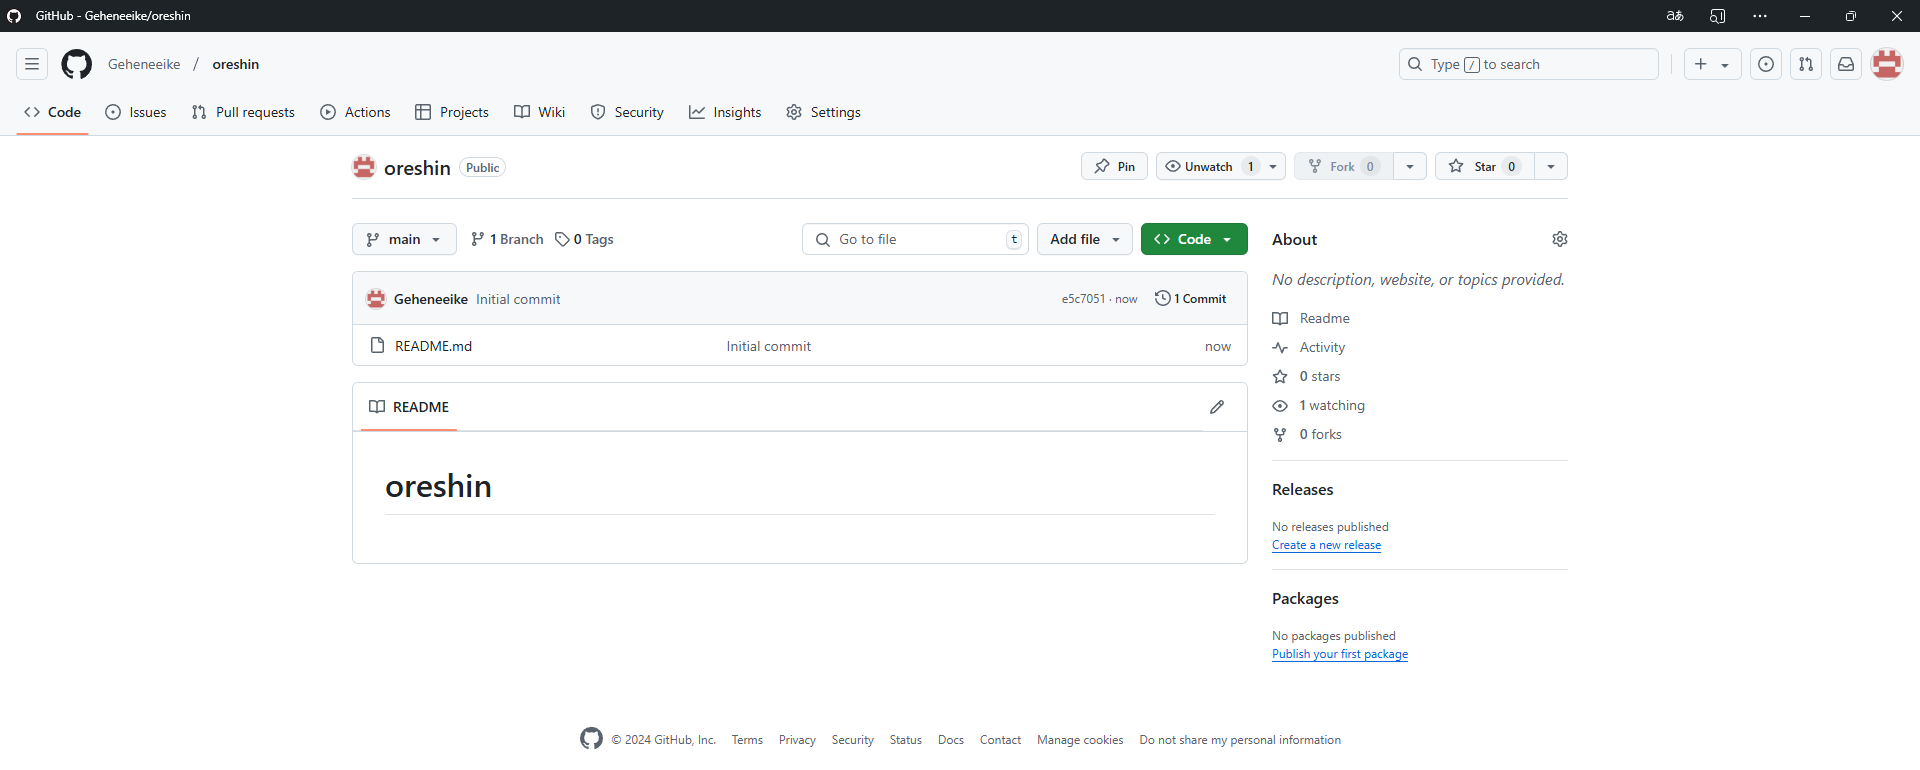 GitHub - Geheneeike/oreshin
Geheneeike / oreshin
Type / to search
Code Issues Pull requests Actions Projects Wiki Security Insights Settings
oreshin Public
Pin Unwatch 1 Fork 0 Star 0
main 1 Branch 0 Tags Go to file t Add file Code
About
No description, website, or topics provided.
Geheneeike Initial commit e5c7051 · now 1 Commit
README.md Initial commit now
Readme
Activity
0 stars
1 watching
0 forks
README
oreshin
Releases
No releases published
Create a new release
Packages
No packages published
Publish your first package
© 2024 GitHub, Inc. Terms Privacy Security Status Docs Contact Manage cookies Do not share my personal information